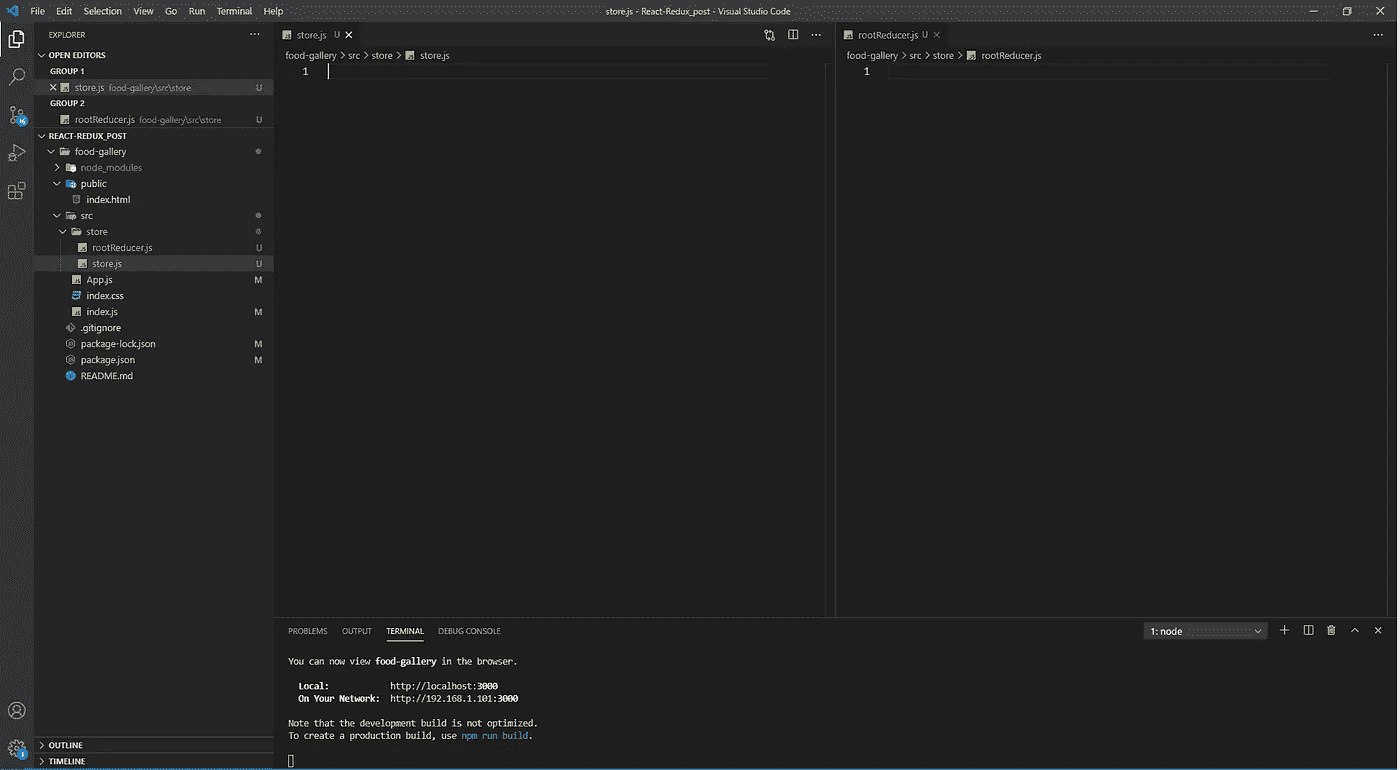 File Edit Selection View Go Run Terminal Help
store.js - React-Redux_post - Visual Studio Code
EXPLORER
OPEN EDITORS
GROUP 1
store.js food-gallery\src\store U
GROUP 2
rootReducer.js food-gallery\src\store U
REACT-REDUX_POST
food-gallery
node_modules
public
index.html
src
store
rootReducer.js U
store.js U
App.js M
index.css
index.js M
.gitignore
package-lock.json M
package.json M
README.md
OUTLINE
TIMELINE
store.js U
food-gallery > src > store > store.js
1
rootReducer.js U
food-gallery > src > store > rootReducer.js
1
PROBLEMS OUTPUT TERMINAL DEBUG CONSOLE
1: node
You can now view food-gallery in the browser.
Local: http://localhost:3000
On Your Network: http://192.168.1.101:3000
Note that the development build is not optimized.
To create a production build, use npm run build.